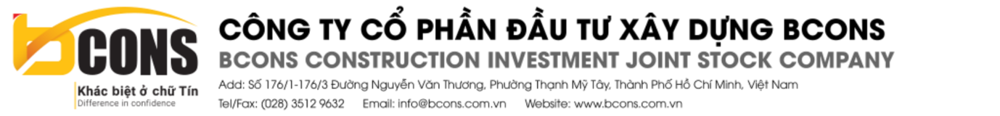 BCONS
Khác biệt ở chữ Tín
Difference in confidence
CÔNG TY CỔ PHẦN ĐẦU TƯ XÂY DỰNG BCONS
BCONS CONSTRUCTION INVESTMENT JOINT STOCK COMPANY
Add: Số 176/1-176/3 Đường Nguyễn Văn Thương, Phường Thạnh Mỹ Tây, Thành Phố Hồ Chí Minh, Việt Nam
Tel/Fax: (028) 3512 9632 Email: info@bcons.com.vn Website: www.bcons.com.vn